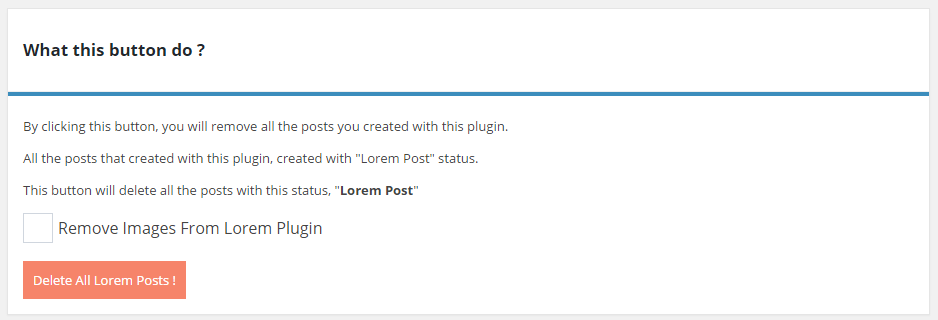 What this button do ?
By clicking this button, you will remove all the posts you created with this plugin.
All the posts that created with this plugin, created with "Lorem Post" status.
This button will delete all the posts with this status, "Lorem Post"
Remove Images From Lorem Plugin
Delete All Lorem Posts !